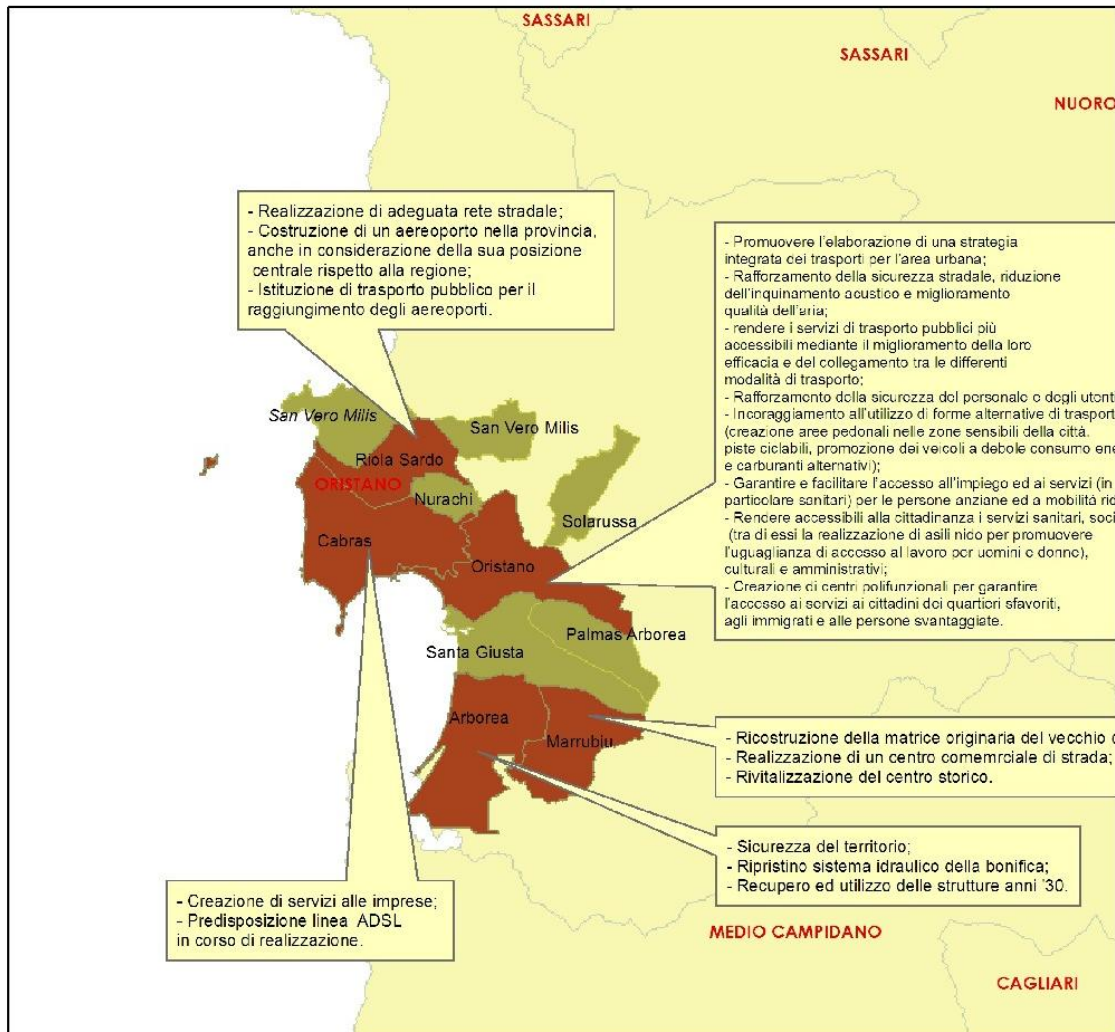 SASSARI
SASSARI
NUORO
- Realizzazione di adeguata rete stradale;
- Costruzione di un aereoporto nella provincia,
anche in considerazione della sua posizione
centrale rispetto alla regione;
- Istituzione di trasporto pubblico per il
raggiungimento degli aereoporti.
- Promuovere l'elaborazione di una strategia
integrata dei trasporti per l'area urbana;
- Rafforzamento della sicurezza stradale, riduzione
dell'inquinamento acustico e miglioramento
qualità dell'aria;
- rendere i servizi di trasporto pubblici più
accessibili mediante il miglioramento della loro
efficacia e del collegamento tra le differenti
modalità di trasporto;
- Rafforzamento della sicurezza del personale e degli utent
- Incoraggiamento all'utilizzo di forme alternative di trasport
(creazione aree pedonali nelle zone sensibili della città.
piste ciclabili, promozione dei veicoli a debole consumo ene
e carburanti alternativi);
- Garantire e facilitare l'accesso all'impiego ed ai servizi (in
particolare sanitari) per le persone anziane ed a mobilità rid
- Rendere accessibili alla cittadinanza i servizi sanitari, soci
(tra di essi la realizzazione di asili nido per promuovere
l'uguaglianza di accesso al lavoro per uomini e donne),
culturali e amministrativi;
- Creazione di centri polifunzionali per garantire
l'accesso ai servizi ai cittadini dei quartieri sfavoriti,
agli immigrati e alle persone svantaggiate.
San Vero Milis
San Vero Milis
Riola Sardo
ORISTANO
Nurachi
Solarussa
Cabras
Oristano
Palmas Arborea
Santa Giusta
Arborea
Marrubiu
- Ricostruzione della matrice originaria del vecchio c
- Realizzazione di un centro comemrciale di strada;
- Rivitalizzazione del centro storico.
- Sicurezza del territorio;
- Ripristino sistema idraulico della bonifica;
- Recupero ed utilizzo delle strutture anni '30.
- Creazione di servizi alle imprese;
- Predisposizione linea ADSL
in corso di realizzazione.
MEDIO CAMPIDANO
CAGLIARI